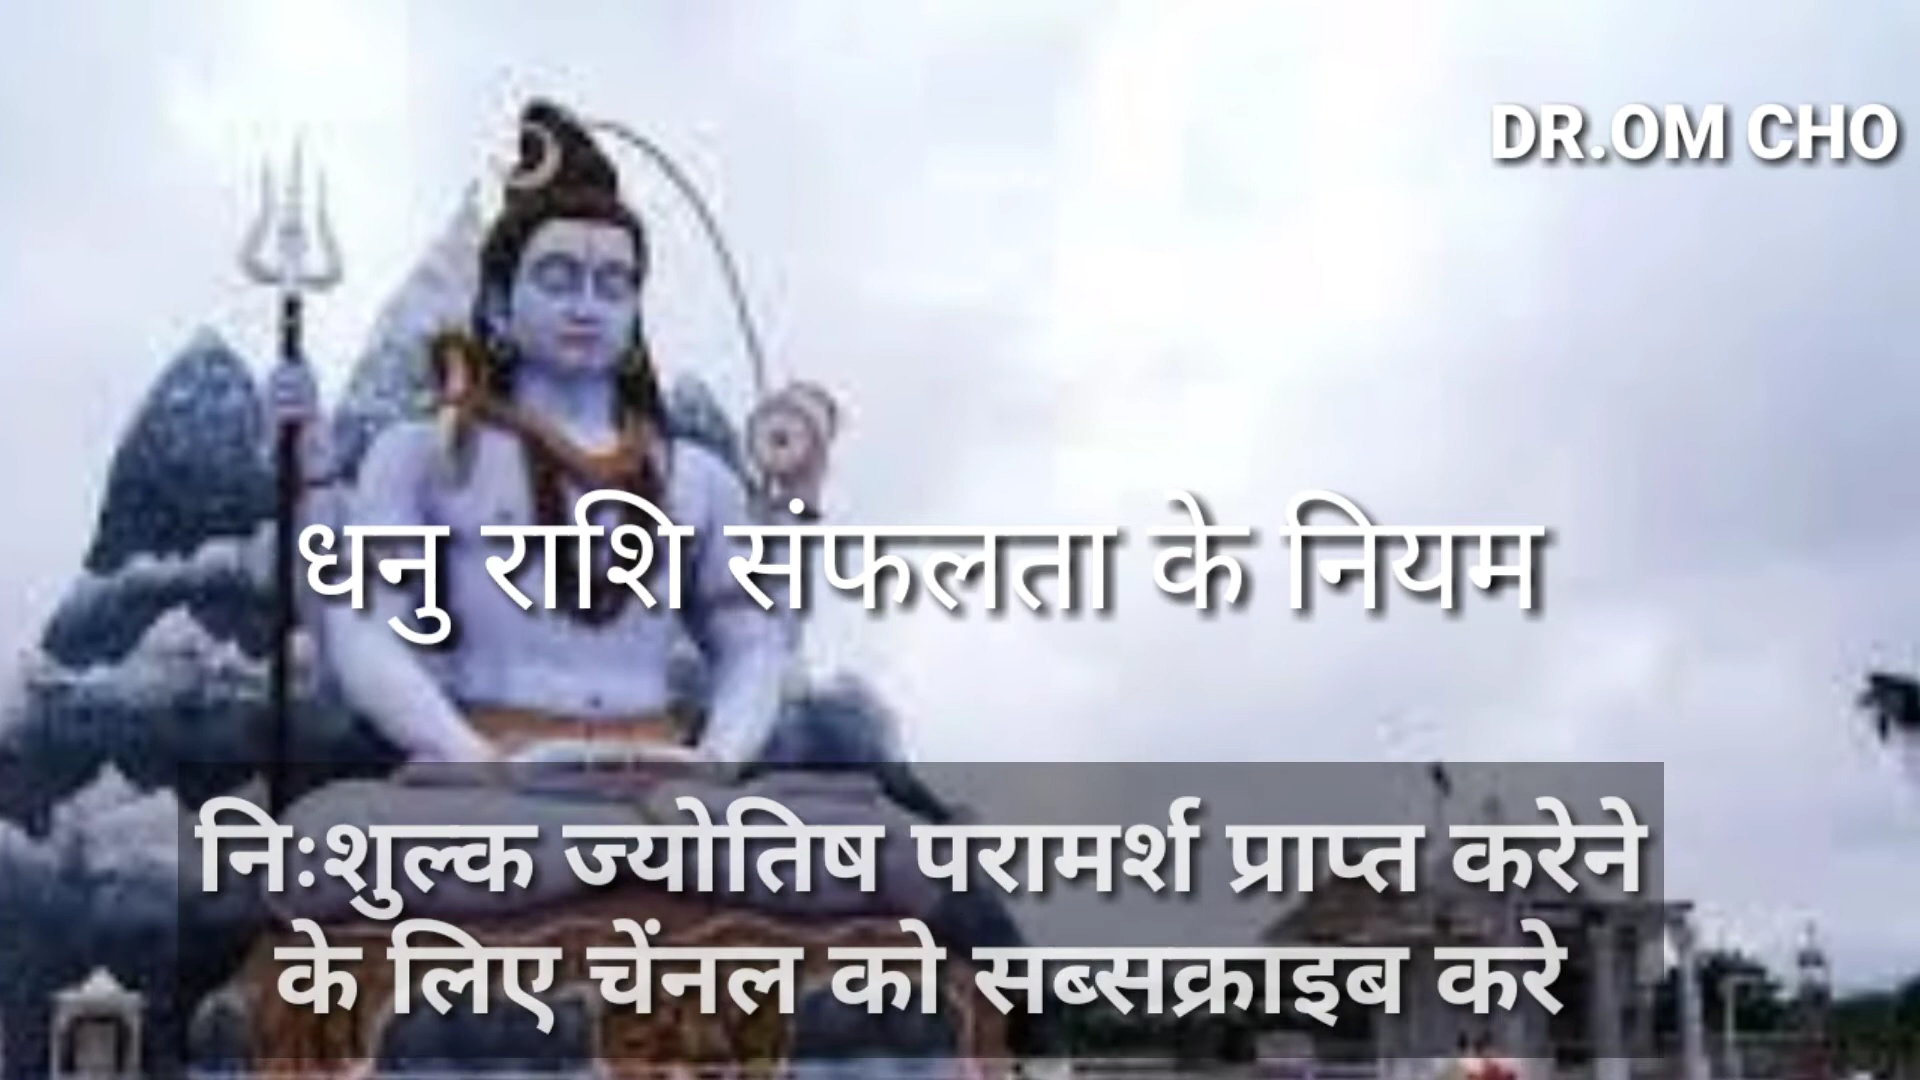 DR.OM CHO
धनु राशि संफलता के नियम
निःशुल्क ज्योतिष परामर्श प्राप्त करेने
के लिए चेंनल को सब्सक्राइब करे